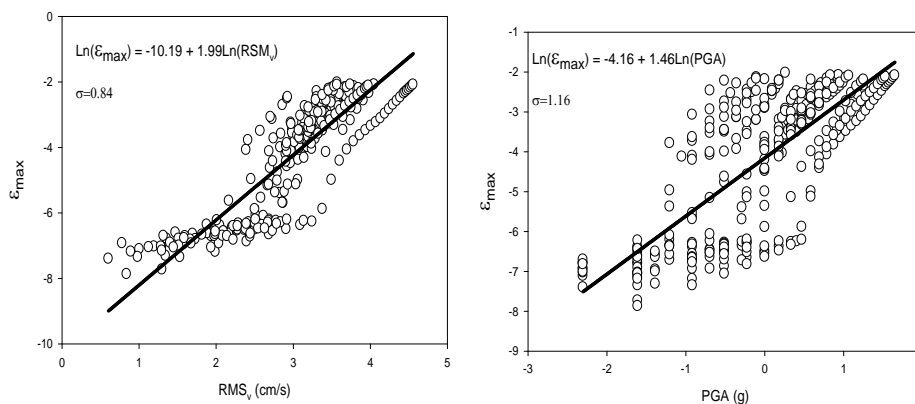 0
-2
-4
-6
-8
-10
εmax
Ln(εmax) = -10.19 + 1.99Ln(RSMv)
σ=0.84
0 1 2 3 4 5
RMSv (cm/s)
-1
-2
-3
-4
-5
-6
-7
-8
-9
εmax
Ln(εmax) = -4.16 + 1.46Ln(PGA)
σ=1.16
-3 -2 -1 0 1 2
PGA (g)